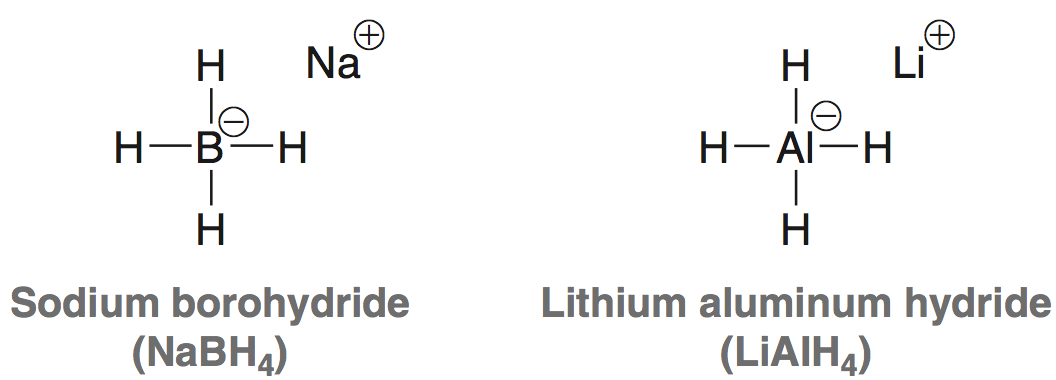 H Na⊕
H–B⊖–H
H
Sodium borohydride
(NaBH₄)
H Li⊕
H–Al⊖–H
H
Lithium aluminum hydride
(LiAlH₄)